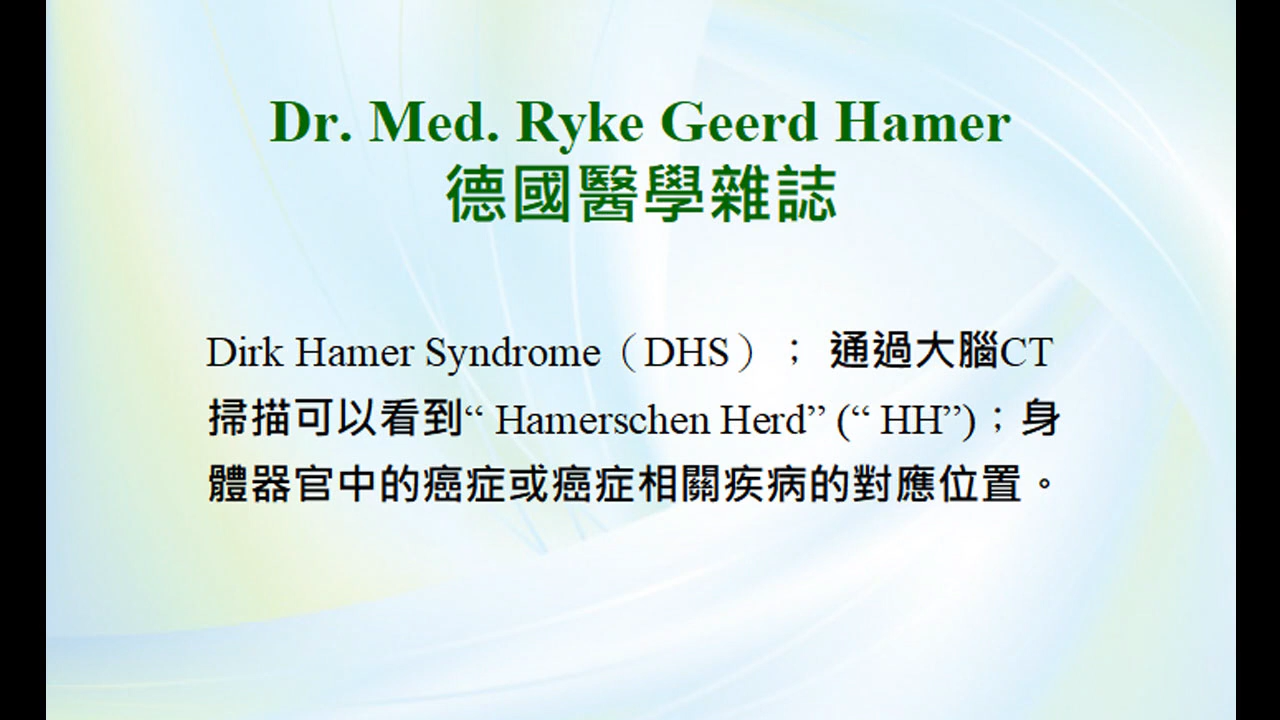 Dr. Med. Ryke Geerd Hamer
德國醫學雜誌
Dirk Hamer Syndrome（DHS）； 通過大腦CT
掃描可以看到“ Hamerschen Herd” (“ HH”)；身
體器官中的癌症或癌症相關疾病的對應位置。